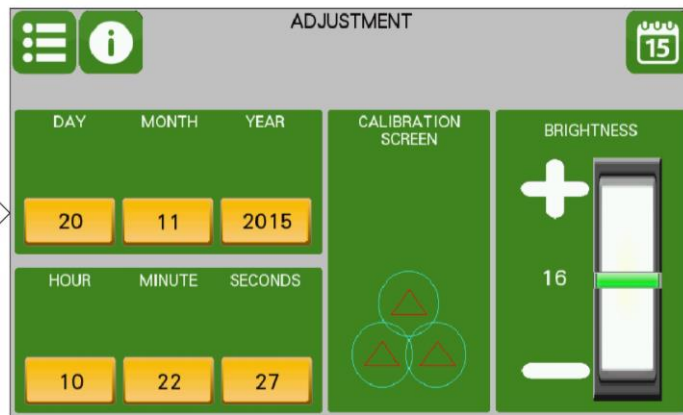 ADJUSTMENT
15
DAY MONTH YEAR
20 11 2015
HOUR MINUTE SECONDS
10 22 27
CALIBRATION
SCREEN
BRIGHTNESS
16